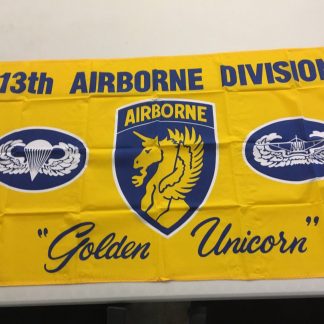 13th AIRBORNE DIVISION
AIRBORNE
"Golden Unicorn"